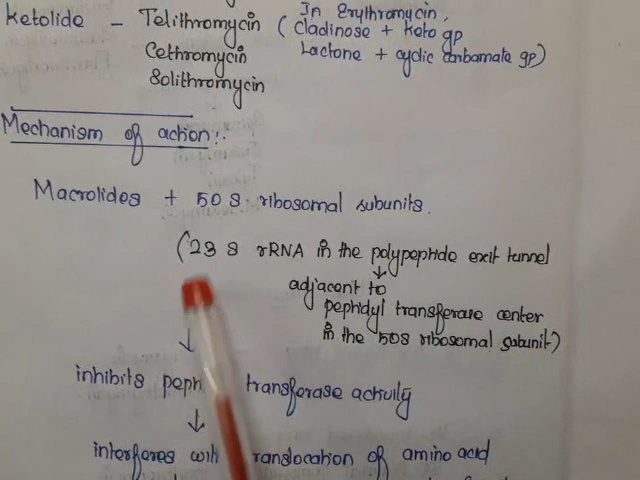 Ketolide - Telithromycin ( In Erythromycin,
Cladinose + Keto gp
Cethromycin Lactone + cyclic carbamate gp)
Solithromycin
Mechanism of action:-
Macrolides + 50 S ribosomal subunits.
(23 S rRNA in the polypeptide exit tunnel
↓
adjacent to
peptidyl transferase center
in the 50S ribosomal subunit)
↓
inhibits pep transferase activity
↓
interferes with translocation of amino acid